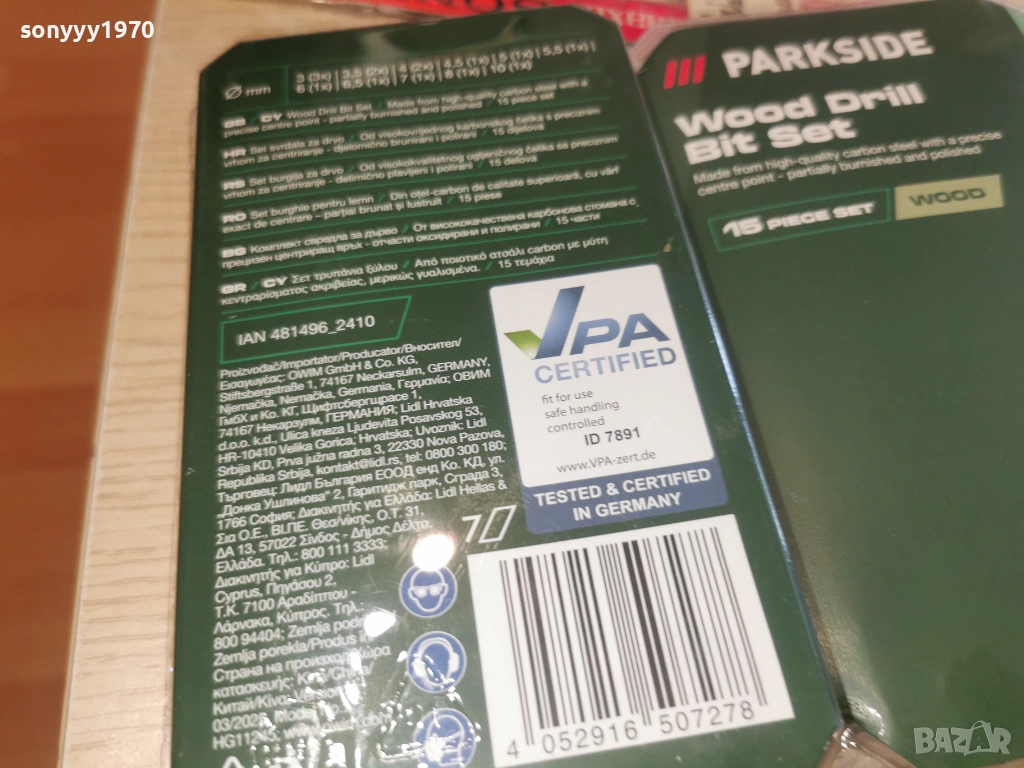 sonyyy1970
Ø mm
3 (3x) | 3,5 (2x) | 4 (2x) | 4,5 (1x) | 5 (1x) | 5,5 (1x) |
6 (1x) | 6,5 (1x) | 7 (1x) | 8 (1x) | 10 (1x)
GB / CY Wood Drill Bit Set / Made from high-quality carbon steel with a
precise centre point - partially burnished and polished / 15 piece set
HR Set svrdala za drvo / Od visokovrijednog karbonskog čelika s preciznim
vrhom za centriranje - djelomično brunirani i polirani / 15 dijelova
RS Set burgija za drvo / Od visokokvalitetnog ugljeničnog čelika sa preciznim
vrhom za centriranje - delimično plavljeni i polirani / 15 delova
RO Set burghie pentru lemn / Din oțel-carbon de calitate superioară, cu vârf
exact de centrare - parțial brunat și lustruit / 15 piese
BG Комплект свредла за дърво / От висококачествена карбонова стомана с
прецизен центриращ връх - отчасти оксидирани и полирани / 15 части
GR / CY Σετ τρυπάνια ξύλου / Από ποιοτικό ατσάλι carbon με μύτη
κεντραρίσματος ακριβείας, μερικώς γυαλισμένα. / 15 τεμάχια
IAN 481496_2410
Proizvođač/Importator/Producator/Вносител/
Εισαγωγέας: OWIM GmbH & Co. KG,
Stiftsbergstraße 1, 74167 Neckarsulm, GERMANY,
Njemačka, Nemačka, Germania, Γερμανία; ОВИМ
ГмбХ и Ко. КГ, Щифтсбергщрасе 1,
74167 Некарзулм, ГЕРМАНИЯ; Lidl Hrvatska
d.o.o. k.d., Ulica kneza Ljudevita Posavskog 53,
HR-10410 Velika Gorica; Hrvatska; Uvoznik: Lidl
Srbija KD, Prva južna radna 3, 22330 Nova Pazova,
Republika Srbija, kontakt@lidl.rs, tel: 0800 300 180;
Търговец: Лидл България ЕООД енд Ко. КД, ул.
„Донка Ушлинова“ 2, Гаритидж парк, Сграда 3,
1766 София; Διακινητής για Ελλάδα: Lidl Hellas &
Σια Ο.Ε., ΒΙ.ΠΕ. Θεσ/νίκης, Ο.Τ. 31,
ΔΑ 13, 57022 Σίνδος - Δήμος Δέλτα,
Ελλάδα. Τηλ.: 800 111 3333;
Διακινητής για Κύπρο: Lidl
Cyprus, Πηγάσου 2,
Τ.Κ. 7100 Αραδίππου -
Λάρνακα, Κύπρος, Τηλ.:
800 94404; Zemlja
Zemlja porekla/Produs în
Страна на произход
κατασκευής:
Китай/Κίνα
HG11245
VPA
CERTIFIED
fit for use
safe handling
controlled
ID 7891
www.VPA-zert.de
TESTED & CERTIFIED
IN GERMANY
4 052916 507278
PARKSIDE
Wood Drill
Bit Set
Made from high-quality carbon steel with a precise
centre point - partially burnished and polished.
15 PIECE SET
WOOD
BAZAR